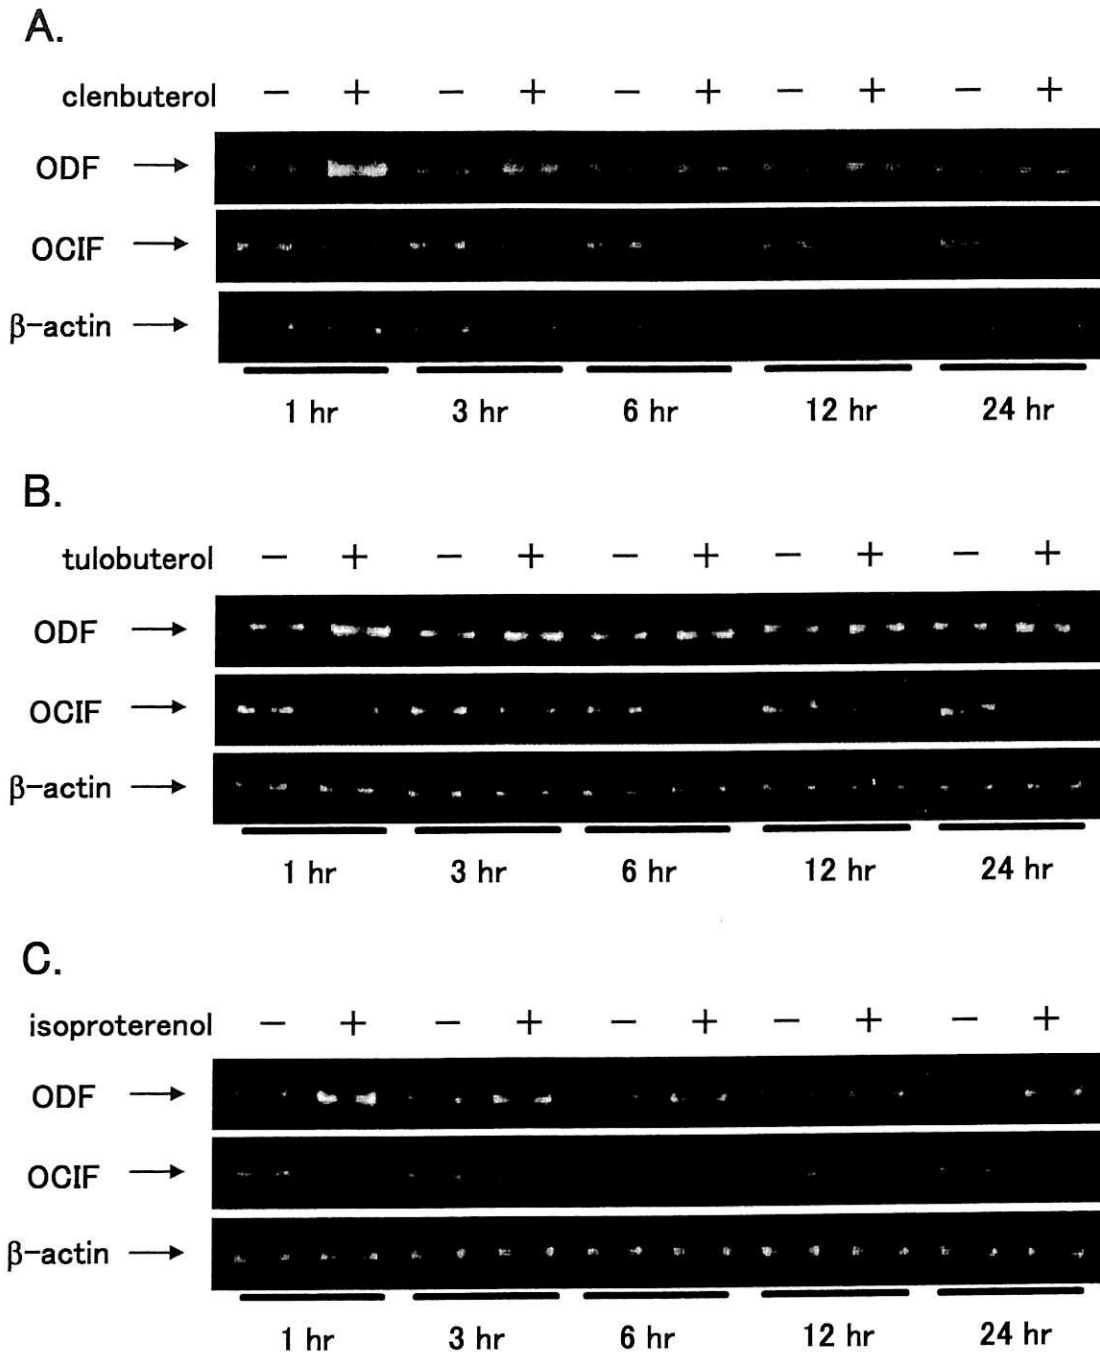 A.
clenbuterol − + − + − + − + − +
ODF →
OCIF →
β-actin →
1 hr 3 hr 6 hr 12 hr 24 hr
B.
tulobuterol − + − + − + − + − +
ODF →
OCIF →
β-actin →
1 hr 3 hr 6 hr 12 hr 24 hr
C.
isoproterenol − + − + − + − + − +
ODF →
OCIF →
β-actin →
1 hr 3 hr 6 hr 12 hr 24 hr